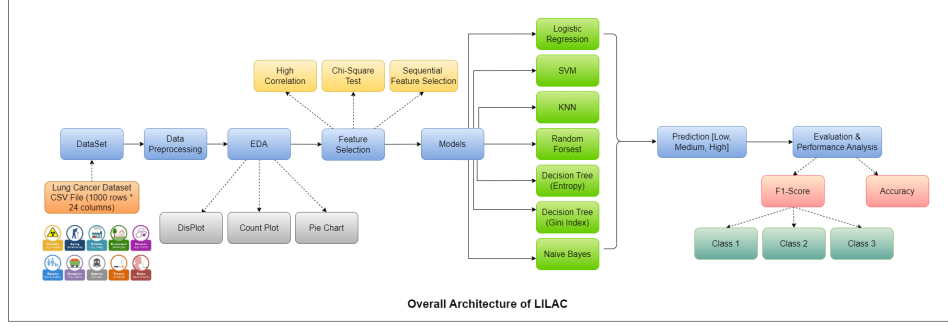 Logistic
Regression
High
Correlation
Chi-Square
Test
Sequential
Feature Selection
SVM
KNN
DataSet
Data
Preprocessing
EDA
Feature
Selection
Models
Random
Forsest
Prediction [Low,
Medium, High]
Evaluation &
Performance Analysis
Lung Cancer Dataset
CSV File (1000 rows *
24 columns)
Decision Tree
(Entropy)
F1-Score
Accuracy
DisPlot
Count Plot
Pie Chart
Decision Tree
(Gini Index)
Naive Bayes
Class 1
Class 2
Class 3
Overall Architecture of LILAC